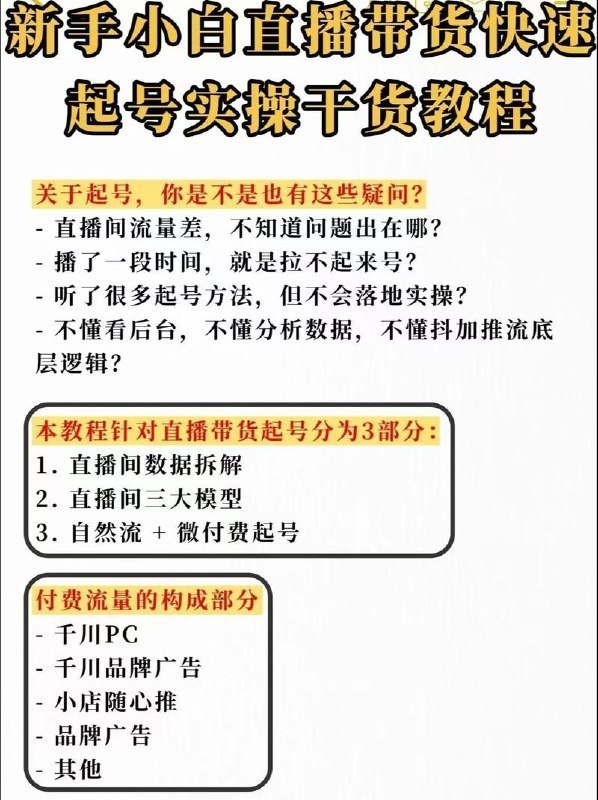 新手小白直播带货快速
起号实操干货教程
关于起号，你是不是也有这些疑问？
- 直播间流量差，不知道问题出在哪？
- 播了一段时间，就是拉不起来号？
- 听了很多起号方法，但不会落地实操？
- 不懂看后台，不懂分析数据，不懂抖加推流底
层逻辑？
本教程针对直播带货起号分为3部分：
1. 直播间数据拆解
2. 直播间三大模型
3. 自然流 + 微付费起号
付费流量的构成部分
- 千川PC
- 千川品牌广告
- 小店随心推
- 品牌广告
- 其他